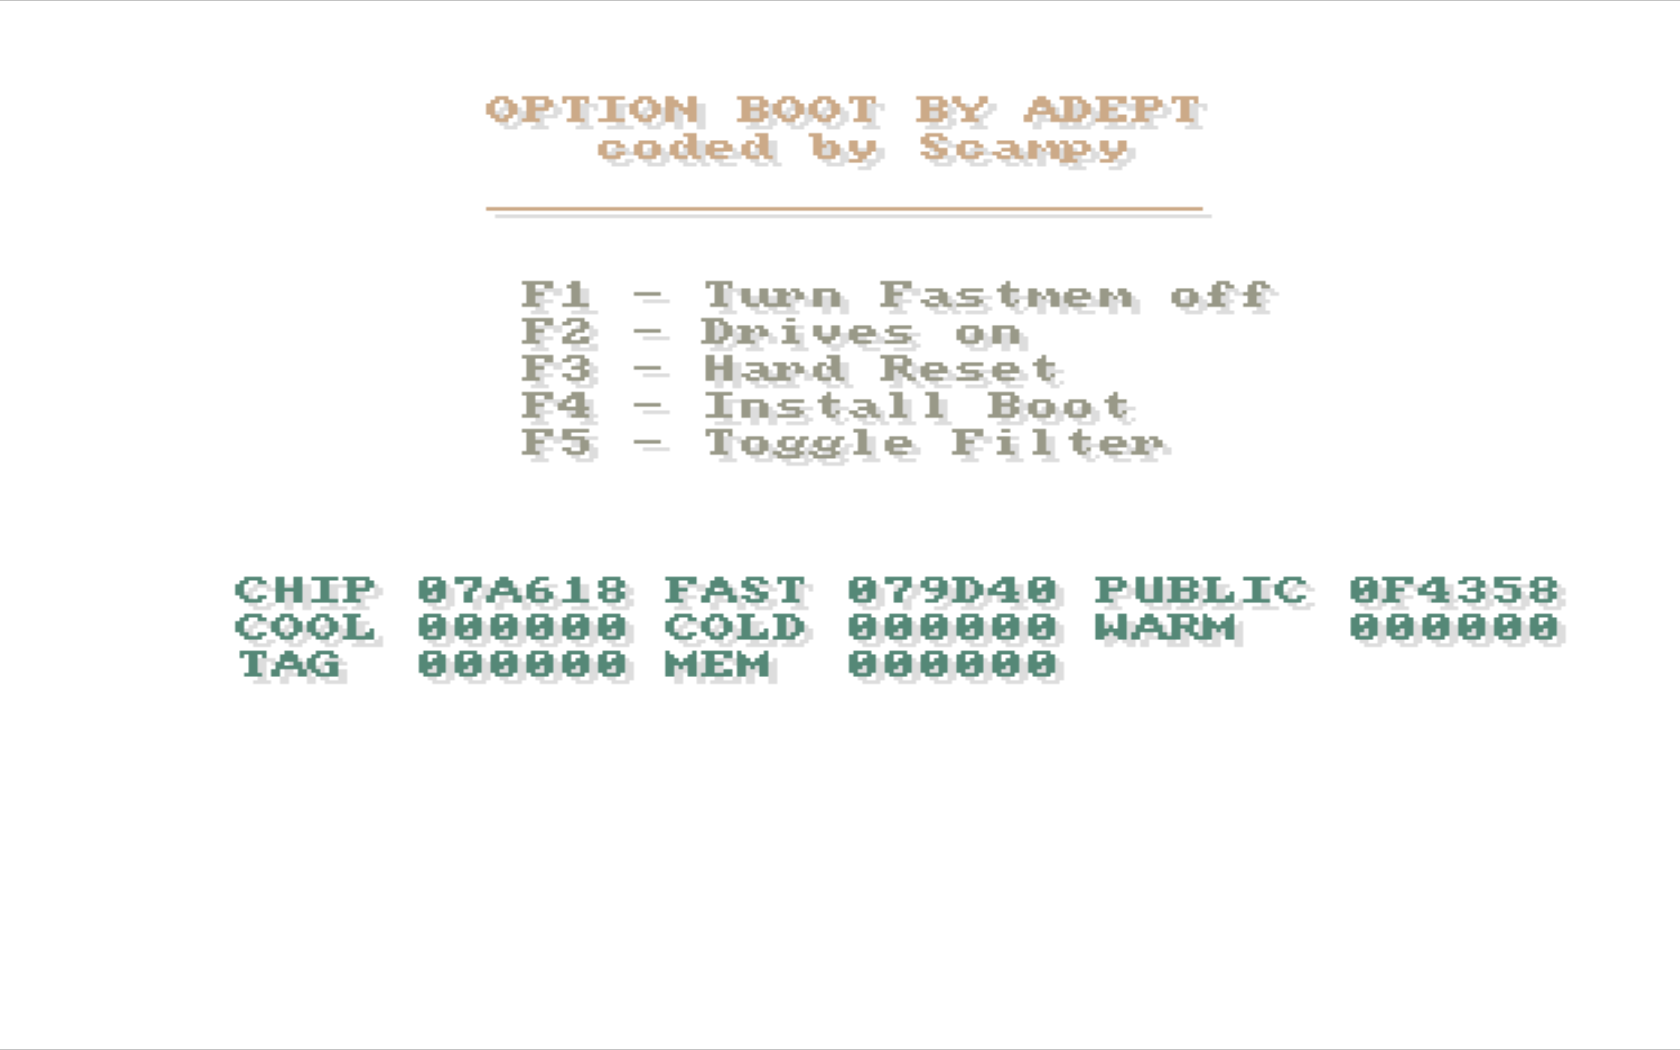 OPTION BOOT BY ADEPT
coded by Scampy
F1 - Turn Fastmem off
F2 - Drives on
F3 - Hard Reset
F4 - Install Boot
F5 - Toggle Filter
CHIP 07A618 FAST 079D40 PUBLIC 0F4358
COOL 000000 COLD 000000 WARM 000000
TAG 000000 MEM 000000